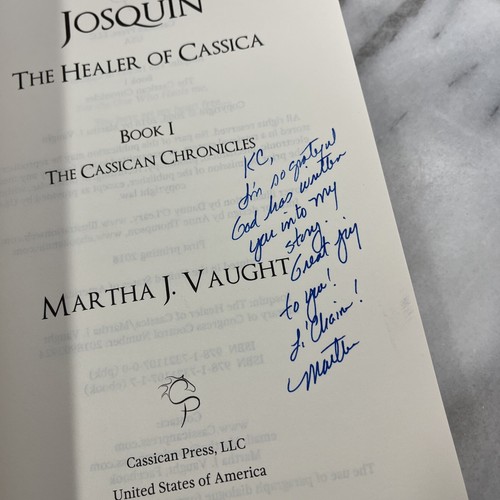 JOSQUIN
THE HEALER OF CASSICA
BOOK I
THE CASSICAN CHRONICLES
KC,
I'm so grateful
God has written
you into my
story.
Great joy
to you!
L'Chaim!
Martha
MARTHA J. VAUGHT
Cassican Press, LLC
United States of America